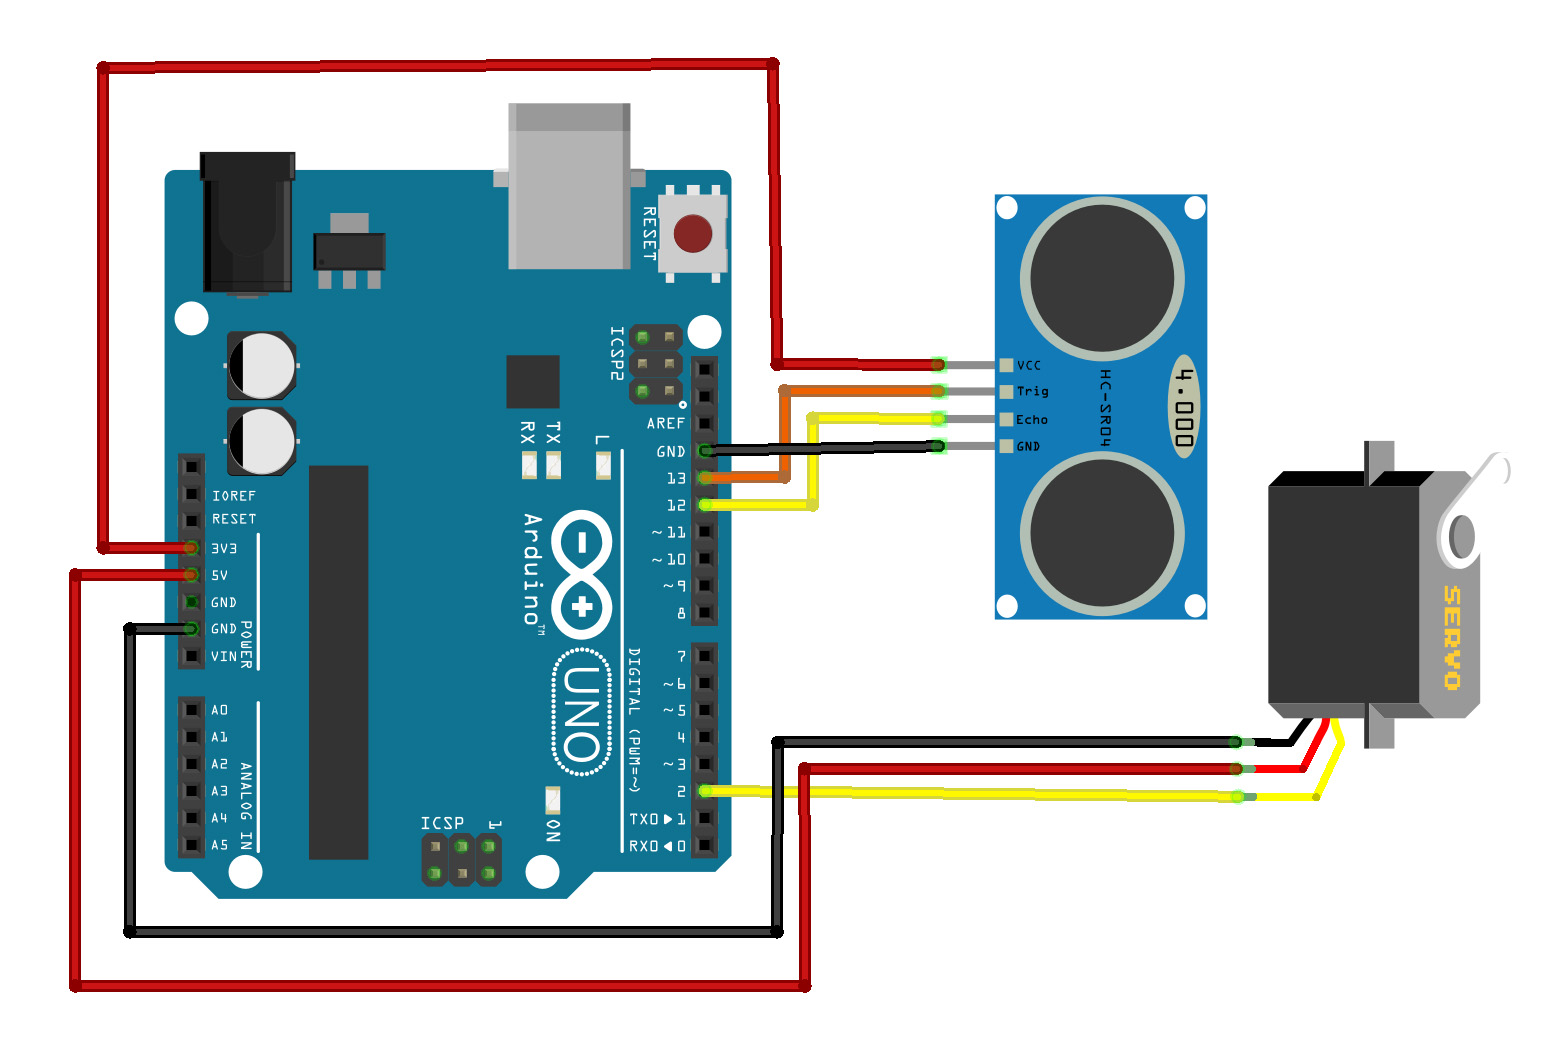 RESET
ICSP2
AREF
GND
13
12
~11
~10
~9
8
7
~6
~5
4
~3
2
TX0▶1
RX0◀0
RX
TX
L
IOREF
RESET
3V3
5V
GND
GND
VIN
POWER
A0
A1
A2
A3
A4
A5
ANALOG IN
Arduino™
UNO
DIGITAL (PWM=~)
ON
ICSP
1
VCC
Trig
Echo
GND
HC-SR04
4.000
SERVO